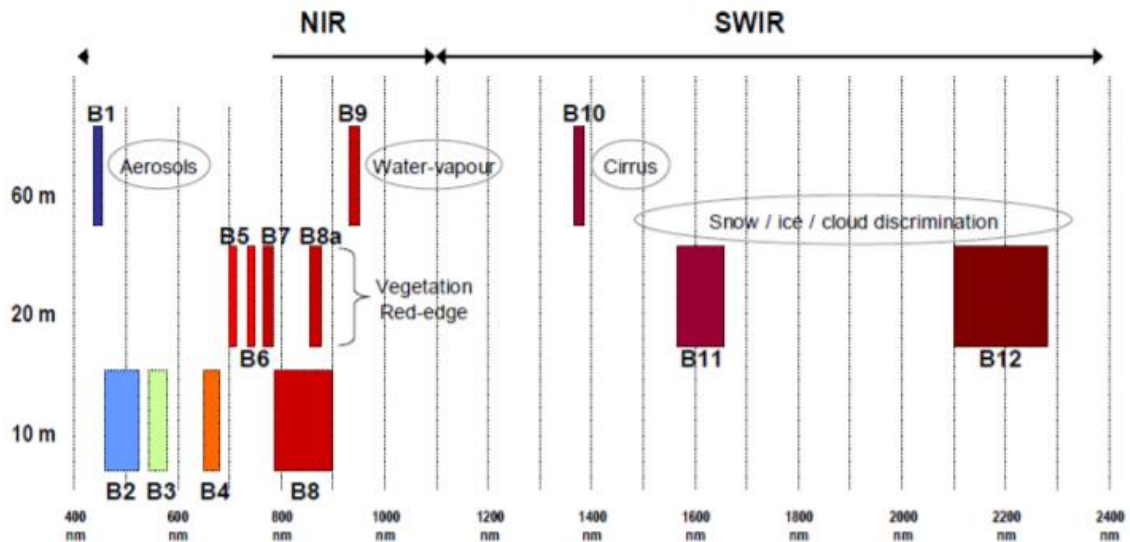 NIR SWIR
B1 B9 B10
Aerosols Water-vapour Cirrus
60 m
Snow / ice / cloud discrimination
B5 B7 B8a
Vegetation
Red-edge
20 m
B6 B11 B12
10 m
B2 B3 B4 B8
400 600 800 1000 1200 1400 1600 1800 2000 2200 2400
nm nm nm nm nm nm nm nm nm nm nm